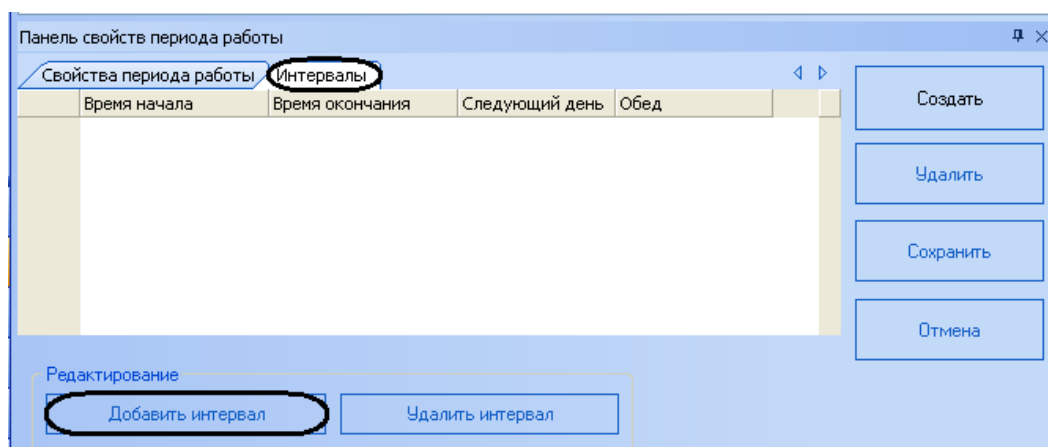 Панель свойств периода работы
Свойства периода работы Интервалы
Время начала Время окончания Следующий день Обед
Создать
Удалить
Сохранить
Отмена
Редактирование
Добавить интервал Удалить интервал